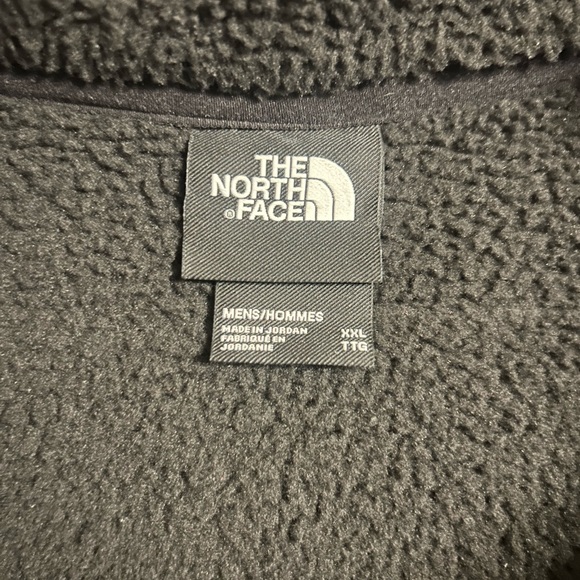 THE
NORTH
® FACE
MENS/HOMMES
MADE IN JORDAN XXL
FABRIQUÉ EN TTG
JORDANIE